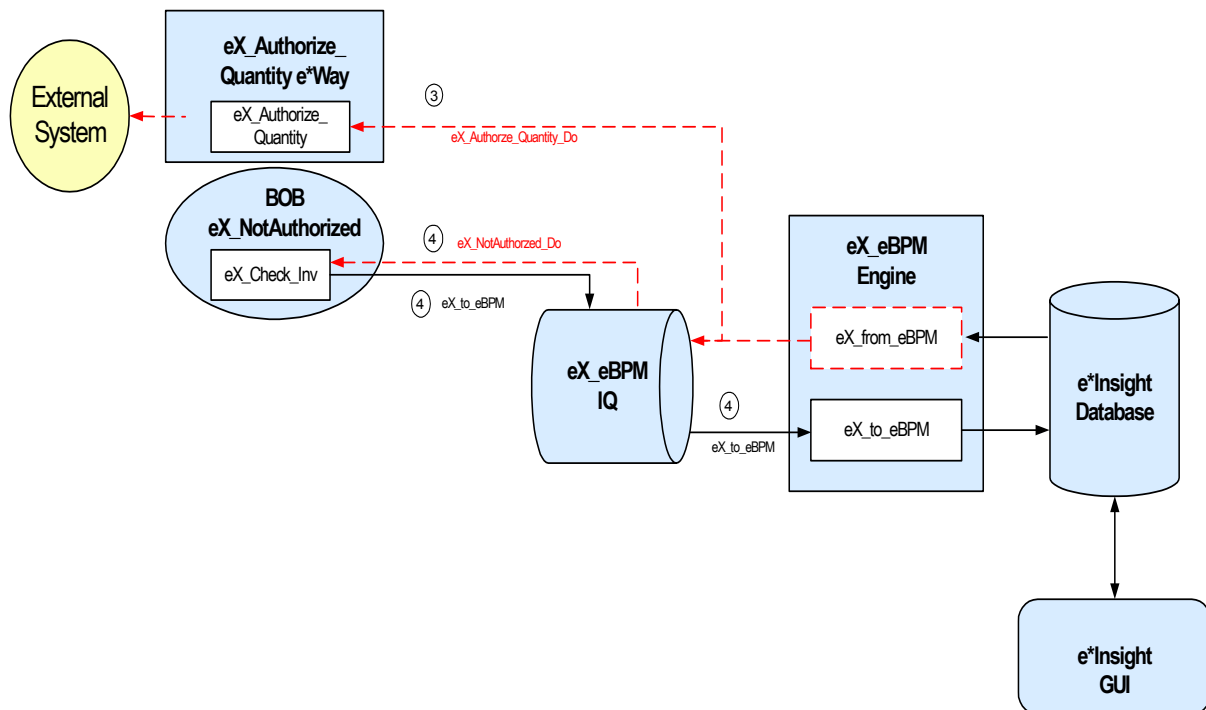 eX_Authorize_
Quantity e*Way
External
System
eX_Authorize_
Quantity
3
eX_Authorze_Quantity_Do
BOB
eX_NotAuthorized
eX_Check_Inv
4
eX_NotAuthorzed_Do
4
eX_to_eBPM
eX_eBPM
Engine
eX_from_eBPM
eX_eBPM
IQ
e*Insight
Database
4
eX_to_eBPM
eX_to_eBPM
e*Insight
GUI